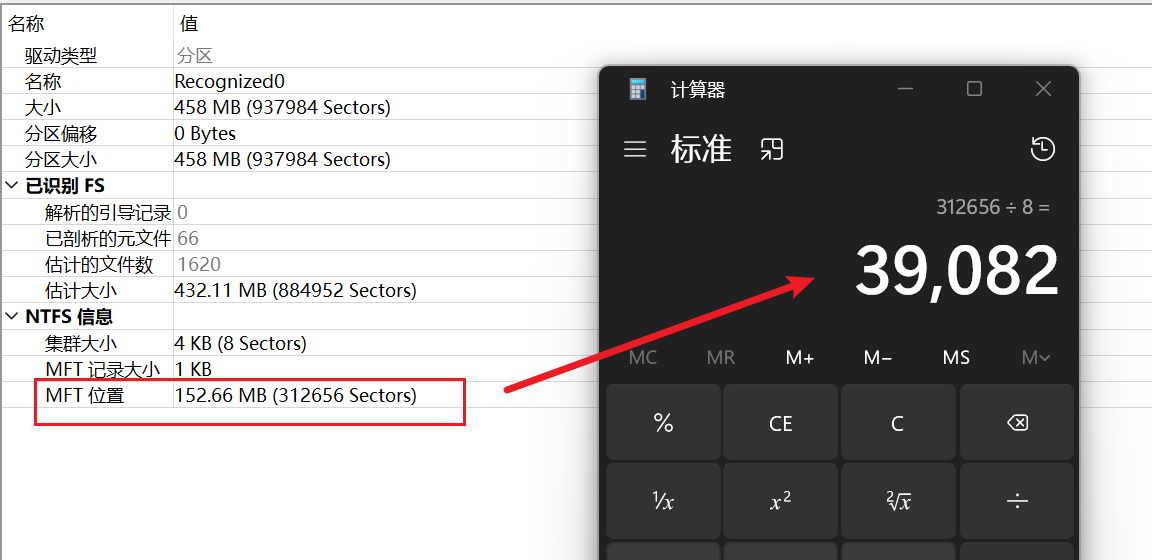 名称 值
驱动类型 分区
名称 Recognized0
大小 458 MB (937984 Sectors)
分区偏移 0 Bytes
分区大小 458 MB (937984 Sectors)
已识别 FS
解析的引导记录 0
已剖析的元文件 66
估计的文件数 1620
估计大小 432.11 MB (884952 Sectors)
NTFS 信息
集群大小 4 KB (8 Sectors)
MFT 记录大小 1 KB
MFT 位置 152.66 MB (312656 Sectors)
计算器
标准
312656 ÷ 8 =
39,082
MC MR M+ M− MS M
% CE C
¹/x x² ²√x ÷